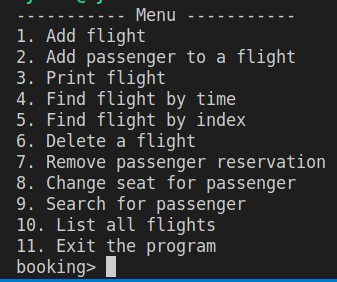 ----------- Menu -----------
1. Add flight
2. Add passenger to a flight
3. Print flight
4. Find flight by time
5. Find flight by index
6. Delete a flight
7. Remove passenger reservation
8. Change seat for passenger
9. Search for passenger
10. List all flights
11. Exit the program
booking>